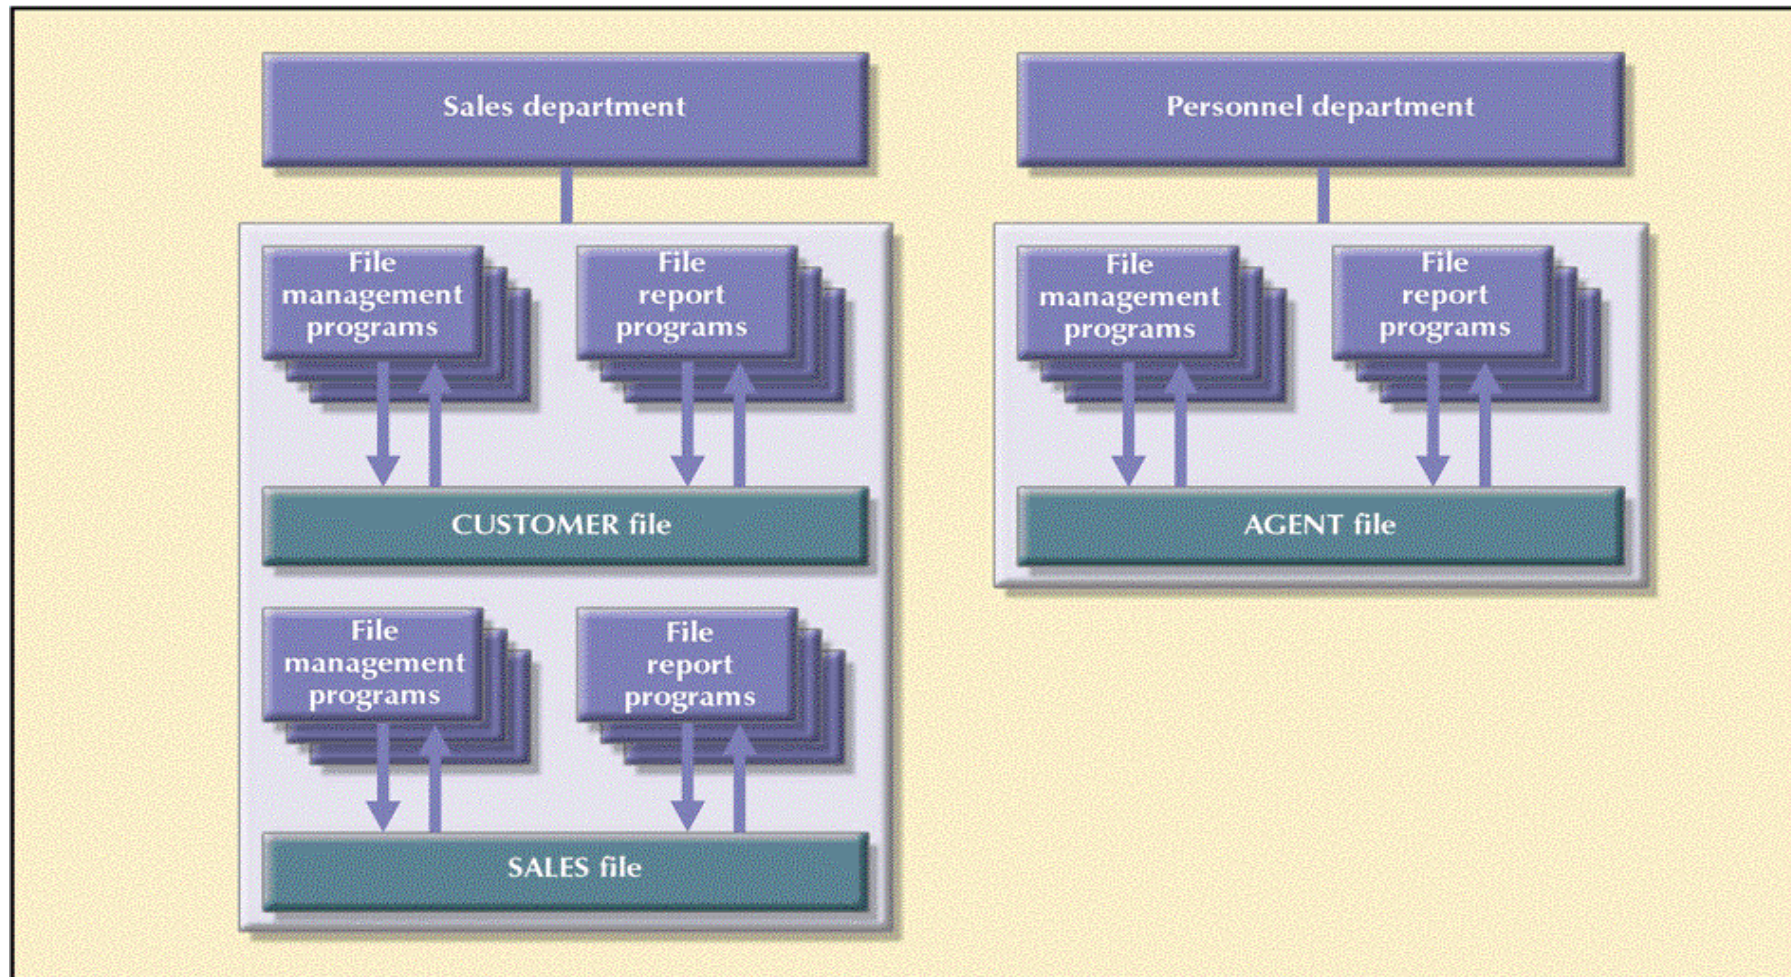 Sales department
Personnel department
File
management
programs
File
report
programs
File
management
programs
File
report
programs
CUSTOMER file
AGENT file
File
management
programs
File
report
programs
SALES file